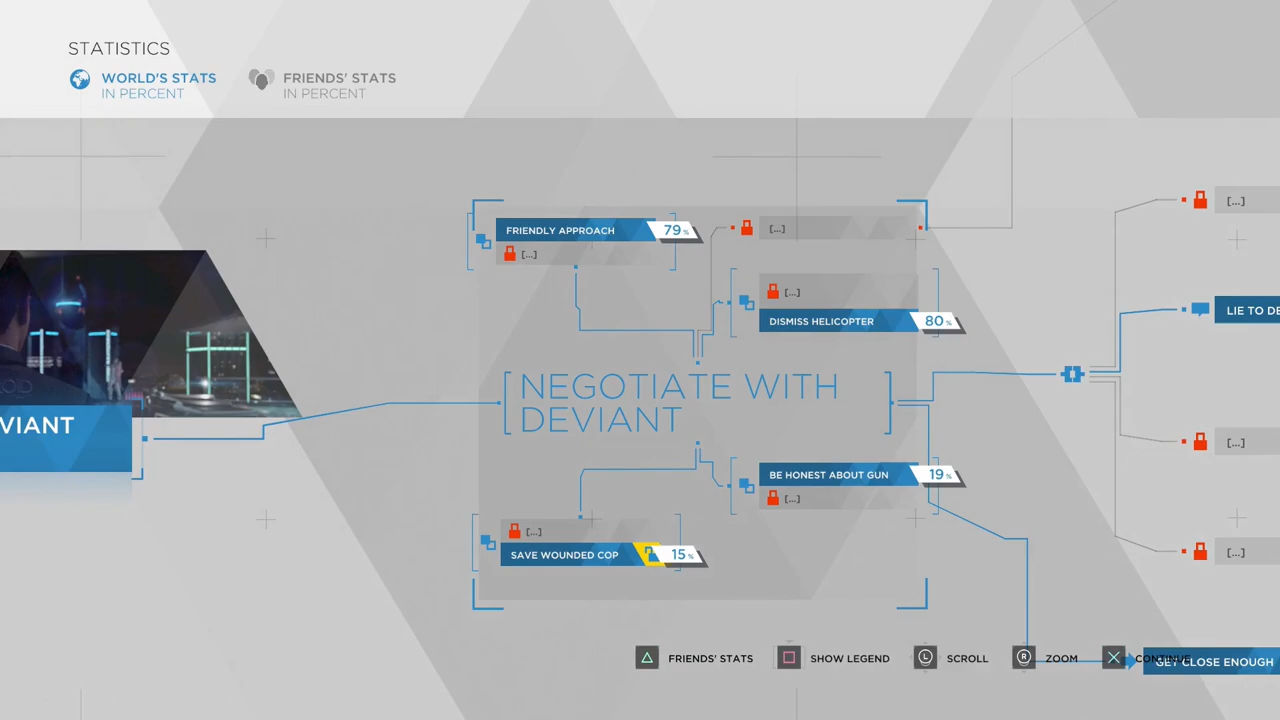 STATISTICS
WORLD'S STATS
IN PERCENT
FRIENDS' STATS
IN PERCENT
[...]
FRIENDLY APPROACH 79%
[...]
[...]
[...]
DISMISS HELICOPTER 80%
LIE TO DE
NEGOTIATE WITH
DEVIANT
VIANT
[...]
BE HONEST ABOUT GUN 19%
[...]
[...]
SAVE WOUNDED COP 15%
[...]
FRIENDS' STATS
SHOW LEGEND
L SCROLL
R ZOOM
CONTINUE
GET CLOSE ENOUGH